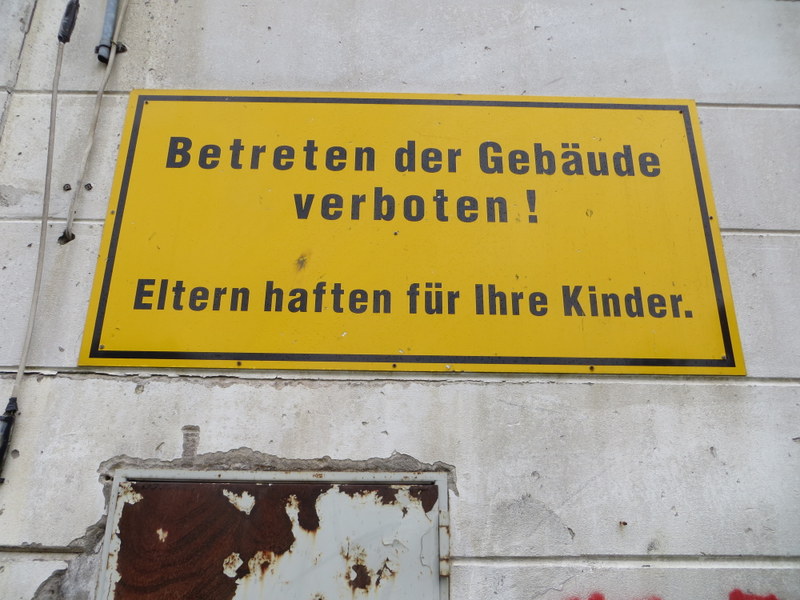 Betreten der Gebäude
verboten !
Eltern haften für Ihre Kinder.